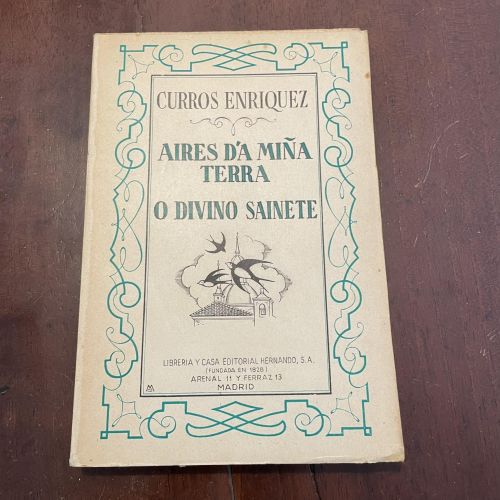 CURROS ENRIQUEZ
AIRES D'A MIÑA
TERRA
O DIVINO SAINETE
LIBRERIA Y CASA EDITORIAL HERNANDO, S. A.
(FUNDADA EN 1828)
ARENAL 11 Y FERRAZ 13
MADRID